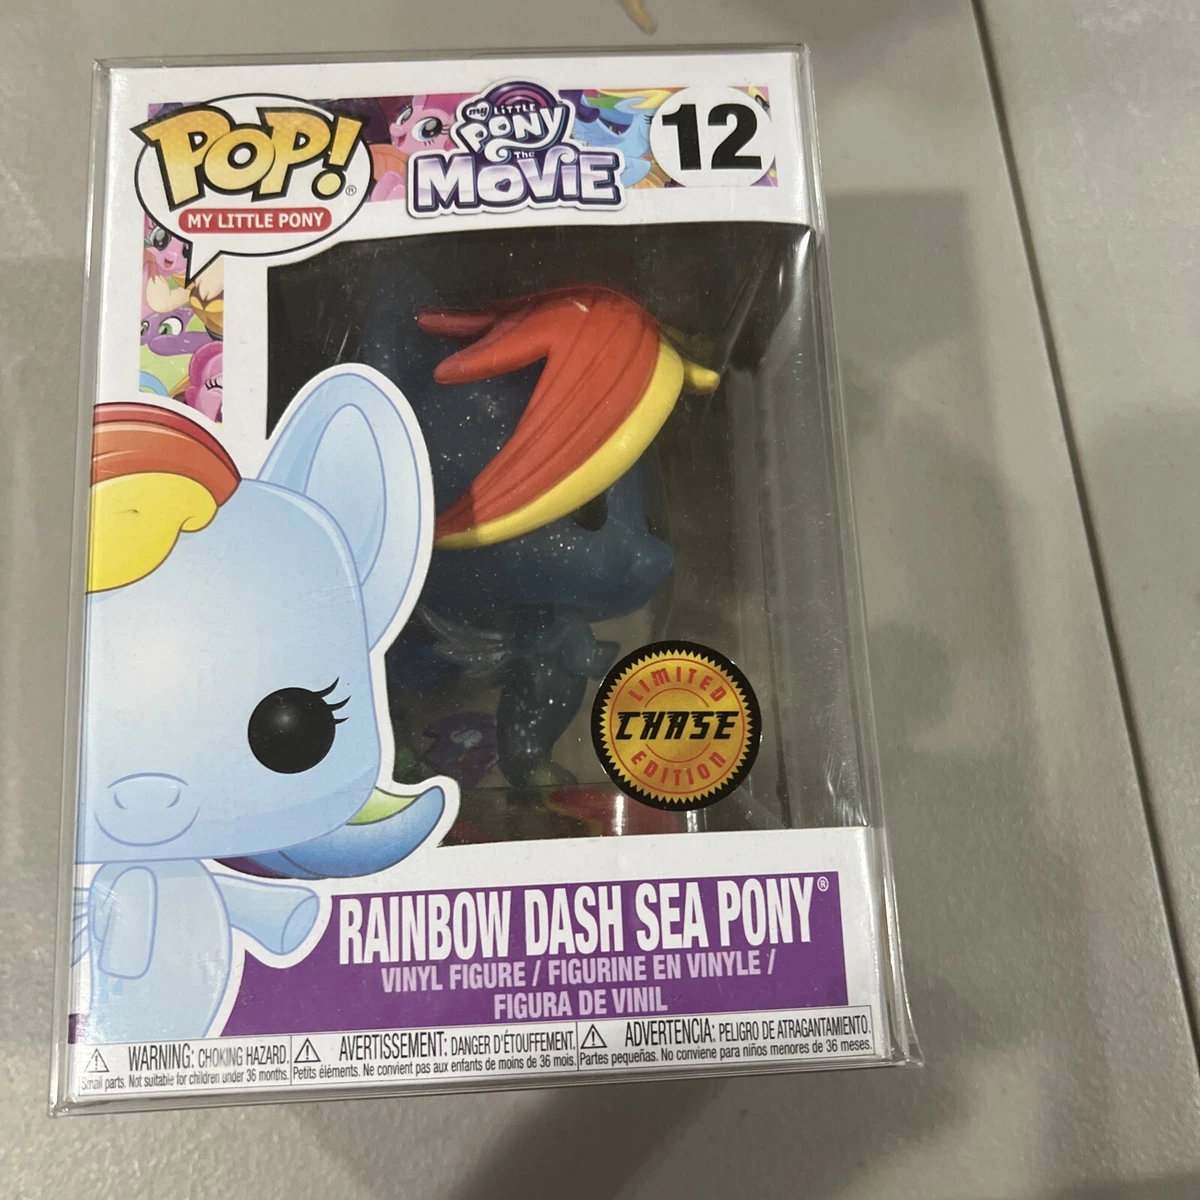 POP!®
MY LITTLE PONY
my LITTLE
PONY
The
MOVIE
12
LIMITED
CHASE
EDITION
RAINBOW DASH SEA PONY®
VINYL FIGURE / FIGURINE EN VINYLE /
FIGURA DE VINIL
WARNING: CHOKING HAZARD.
Small parts. Not suitable for children under 36 months.
AVERTISSEMENT: DANGER D'ÉTOUFFEMENT.
Petits éléments. Ne convient pas aux enfants de moins de 36 mois.
ADVERTENCIA: PELIGRO DE ATRAGANTAMIENTO.
Partes pequeñas. No conviene para niños menores de 36 meses.